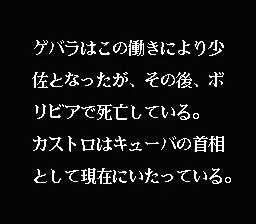 ゲバラはこの働きにより少
佐となったが、その後、ボ
リビアで死亡している。
カストロはキューバの首相
として現在にいたっている。